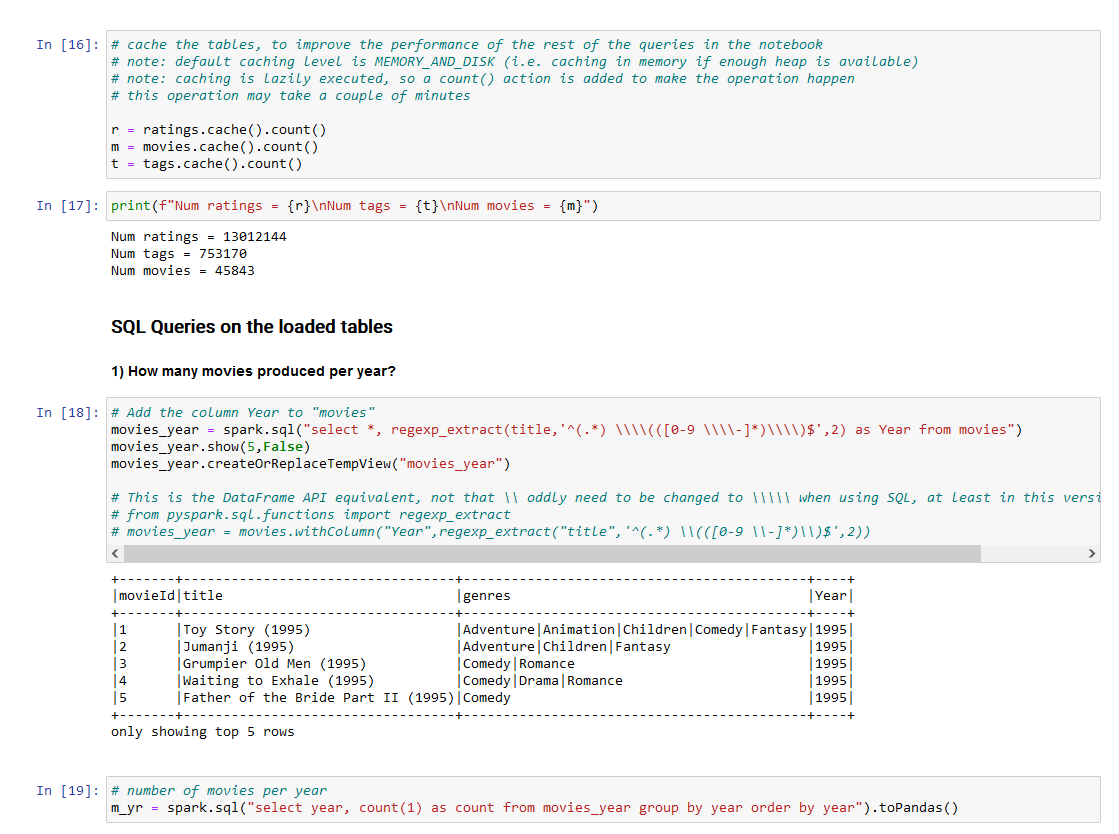 In [16]: # cache the tables, to improve the performance of the rest of the queries in the notebook
# note: default caching level is MEMORY_AND_DISK (i.e. caching in memory if enough heap is available)
# note: caching is lazily executed, so a count() action is added to make the operation happen
# this operation may take a couple of minutes
r = ratings.cache().count()
m = movies.cache().count()
t = tags.cache().count()
In [17]: print(f"Num ratings = {r}\nNum tags = {t}\nNum movies = {m}")
Num ratings = 13012144
Num tags = 753170
Num movies = 45843
SQL Queries on the loaded tables
1) How many movies produced per year?
In [18]: # Add the column Year to "movies"
movies_year = spark.sql("select *, regexp_extract(title,'^(.*) \\\\(([0-9 \\\\-]*)\\\\)$',2) as Year from movies")
movies_year.show(5,False)
movies_year.createOrReplaceTempView("movies_year")
# This is the DataFrame API equivalent, not that \\ oddly need to be changed to \\\\\ when using SQL, at least in this versi
# from pyspark.sql.functions import regexp_extract
# movies_year = movies.withColumn("Year",regexp_extract("title",'^(.*) \\(([0-9 \\-]*)\\)$',2))
+-------+----------------------------------+-------------------------------------------+----+
|movieId|title                             |genres                                     |Year|
+-------+----------------------------------+-------------------------------------------+----+
|1      |Toy Story (1995)                  |Adventure|Animation|Children|Comedy|Fantasy|1995|
|2      |Jumanji (1995)                    |Adventure|Children|Fantasy                 |1995|
|3      |Grumpier Old Men (1995)           |Comedy|Romance                             |1995|
|4      |Waiting to Exhale (1995)          |Comedy|Drama|Romance                       |1995|
|5      |Father of the Bride Part II (1995)|Comedy                                     |1995|
+-------+----------------------------------+-------------------------------------------+----+
only showing top 5 rows
In [19]: # number of movies per year
m_yr = spark.sql("select year, count(1) as count from movies_year group by year order by year").toPandas()